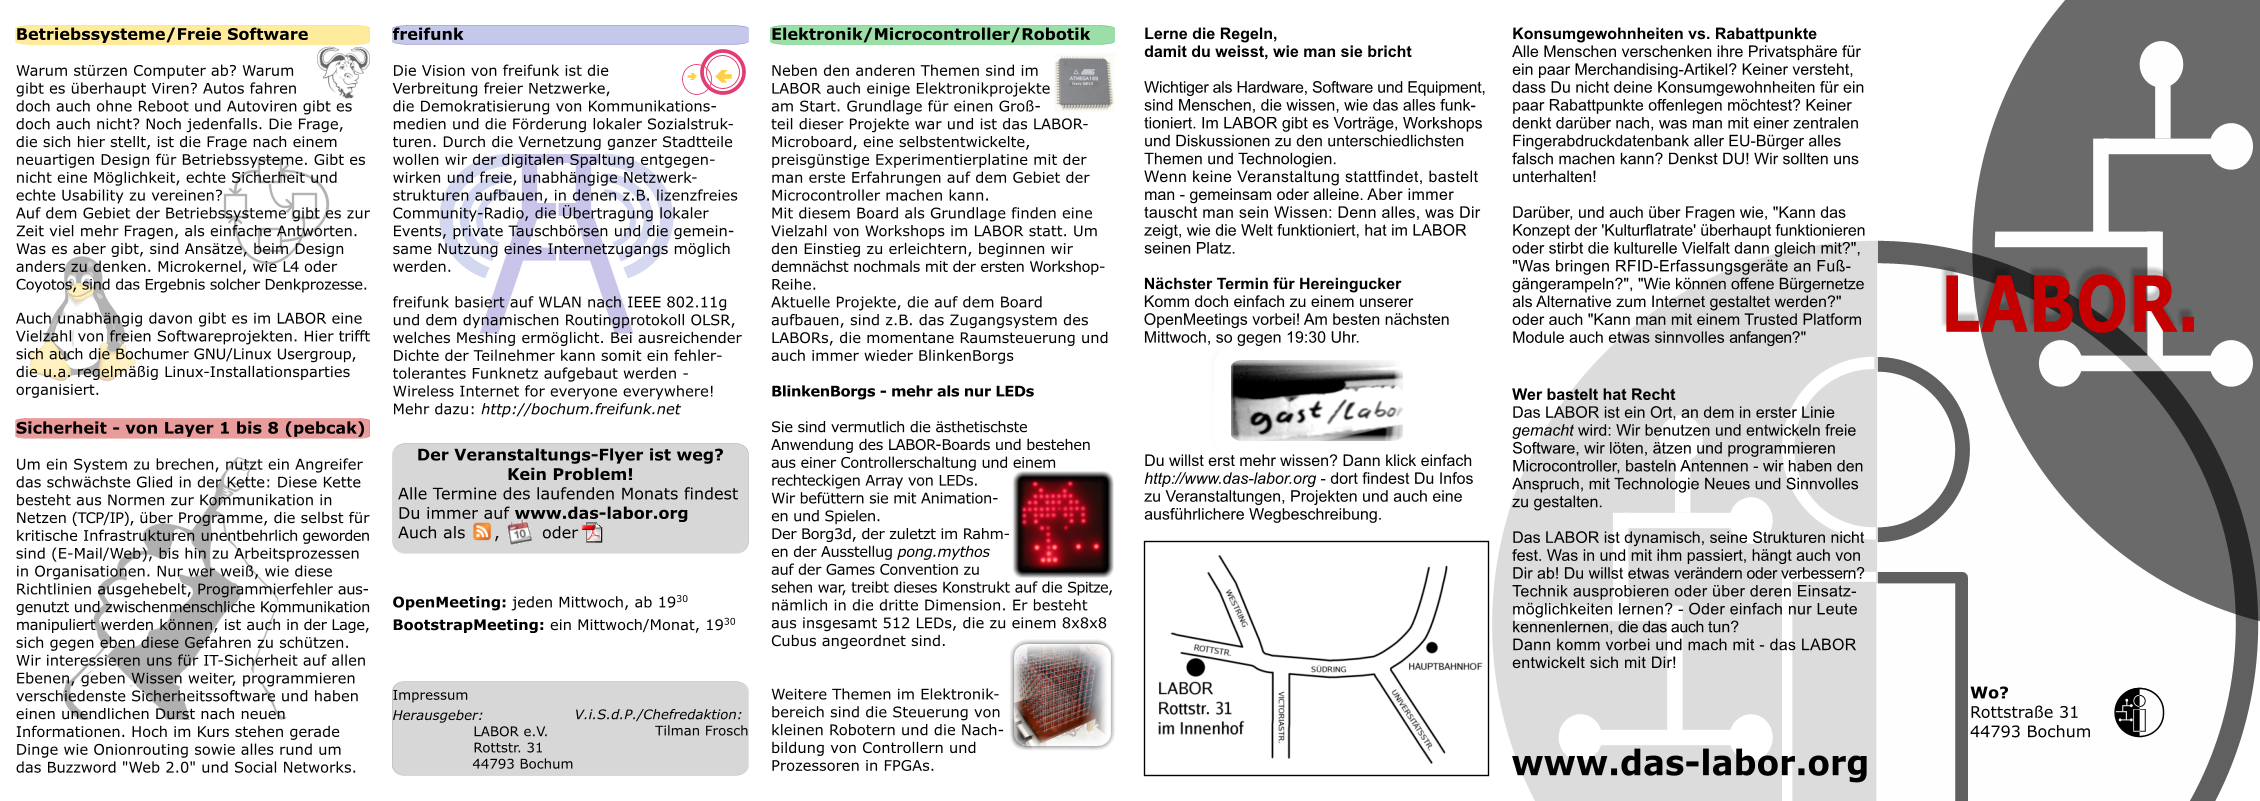 Betriebssysteme/Freie Software
Warum stürzen Computer ab? Warum
gibt es überhaupt Viren? Autos fahren
doch auch ohne Reboot und Autoviren gibt es
doch auch nicht? Noch jedenfalls. Die Frage,
die sich hier stellt, ist die Frage nach einem
neuartigen Design für Betriebssysteme. Gibt es
nicht eine Möglichkeit, echte Sicherheit und
echte Usability zu vereinen?
Auf dem Gebiet der Betriebssysteme gibt es zur
Zeit viel mehr Fragen, als einfache Antworten.
Was es aber gibt, sind Ansätze, beim Design
anders zu denken. Microkernel, wie L4 oder
Coyotos, sind das Ergebnis solcher Denkprozesse.
Auch unabhängig davon gibt es im LABOR eine
Vielzahl von freien Softwareprojekten. Hier trifft
sich auch die Bochumer GNU/Linux Usergroup,
die u.a. regelmäßig Linux-Installationsparties
organisiert.
Sicherheit - von Layer 1 bis 8 (pebcak)
Um ein System zu brechen, nutzt ein Angreifer
das schwächste Glied in der Kette: Diese Kette
besteht aus Normen zur Kommunikation in
Netzen (TCP/IP), über Programme, die selbst für
kritische Infrastrukturen unentbehrlich geworden
sind (E-Mail/Web), bis hin zu Arbeitsprozessen
in Organisationen. Nur wer weiß, wie diese
Richtlinien ausgehebelt, Programmierfehler aus-
genutzt und zwischenmenschliche Kommunikation
manipuliert werden können, ist auch in der Lage,
sich gegen eben diese Gefahren zu schützen.
Wir interessieren uns für IT-Sicherheit auf allen
Ebenen, geben Wissen weiter, programmieren
verschiedenste Sicherheitssoftware und haben
einen unendlichen Durst nach neuen
Informationen. Hoch im Kurs stehen gerade
Dinge wie Onionrouting sowie alles rund um
das Buzzword "Web 2.0" und Social Networks.
freifunk
Die Vision von freifunk ist die
Verbreitung freier Netzwerke,
die Demokratisierung von Kommunikations-
medien und die Förderung lokaler Sozialstruk-
turen. Durch die Vernetzung ganzer Stadtteile
wollen wir der digitalen Spaltung entgegen-
wirken und freie, unabhängige Netzwerk-
strukturen aufbauen, in denen z.B. lizenzfreies
Community-Radio, die Übertragung lokaler
Events, private Tauschbörsen und die gemein-
same Nutzung eines Internetzugangs möglich
werden.
freifunk basiert auf WLAN nach IEEE 802.11g
und dem dynamischen Routingprotokoll OLSR,
welches Meshing ermöglicht. Bei ausreichender
Dichte der Teilnehmer kann somit ein fehler-
tolerantes Funknetz aufgebaut werden -
Wireless Internet for everyone everywhere!
Mehr dazu: http://bochum.freifunk.net
Der Veranstaltungs-Flyer ist weg?
Kein Problem!
Alle Termine des laufenden Monats findest
Du immer auf www.das-labor.org
Auch als , 10 oder
OpenMeeting: jeden Mittwoch, ab 19³⁰
BootstrapMeeting: ein Mittwoch/Monat, 19³⁰
Impressum
Herausgeber:
LABOR e.V.
Rottstr. 31
44793 Bochum
V.i.S.d.P./Chefredaktion:
Tilman Frosch
Elektronik/Microcontroller/Robotik
Neben den anderen Themen sind im
LABOR auch einige Elektronikprojekte
am Start. Grundlage für einen Groß-
teil dieser Projekte war und ist das LABOR-
Microboard, eine selbstentwickelte,
preisgünstige Experimentierplatine mit der
man erste Erfahrungen auf dem Gebiet der
Microcontroller machen kann.
Mit diesem Board als Grundlage finden eine
Vielzahl von Workshops im LABOR statt. Um
den Einstieg zu erleichtern, beginnen wir
demnächst nochmals mit der ersten Workshop-
Reihe.
Aktuelle Projekte, die auf dem Board
aufbauen, sind z.B. das Zugangsystem des
LABORs, die momentane Raumsteuerung und
auch immer wieder BlinkenBorgs
BlinkenBorgs - mehr als nur LEDs
Sie sind vermutlich die ästhetischste
Anwendung des LABOR-Boards und bestehen
aus einer Controllerschaltung und einem
rechteckigen Array von LEDs.
Wir befüttern sie mit Animation-
en und Spielen.
Der Borg3d, der zuletzt im Rahm-
en der Ausstellug pong.mythos
auf der Games Convention zu
sehen war, treibt dieses Konstrukt auf die Spitze,
nämlich in die dritte Dimension. Er besteht
aus insgesamt 512 LEDs, die zu einem 8x8x8
Cubus angeordnet sind.
Weitere Themen im Elektronik-
bereich sind die Steuerung von
kleinen Robotern und die Nach-
bildung von Controllern und
Prozessoren in FPGAs.
Lerne die Regeln,
damit du weisst, wie man sie bricht
Wichtiger als Hardware, Software und Equipment,
sind Menschen, die wissen, wie das alles funk-
tioniert. Im LABOR gibt es Vorträge, Workshops
und Diskussionen zu den unterschiedlichsten
Themen und Technologien.
Wenn keine Veranstaltung stattfindet, bastelt
man - gemeinsam oder alleine. Aber immer
tauscht man sein Wissen: Denn alles, was Dir
zeigt, wie die Welt funktioniert, hat im LABOR
seinen Platz.
Nächster Termin für Hereingucker
Komm doch einfach zu einem unserer
OpenMeetings vorbei! Am besten nächsten
Mittwoch, so gegen 19:30 Uhr.
gast/labor
Du willst erst mehr wissen? Dann klick einfach
http://www.das-labor.org - dort findest Du Infos
zu Veranstaltungen, Projekten und auch eine
ausführlichere Wegbeschreibung.
WESTRING
ROTTSTR.
SÜDRING
HAUPTBAHNHOF
VICTORIASTR.
UNIVERSITÄTSSTR.
LABOR
Rottstr. 31
im Innenhof
Konsumgewohnheiten vs. Rabattpunkte
Alle Menschen verschenken ihre Privatsphäre für
ein paar Merchandising-Artikel? Keiner versteht,
dass Du nicht deine Konsumgewohnheiten für ein
paar Rabattpunkte offenlegen möchtest? Keiner
denkt darüber nach, was man mit einer zentralen
Fingerabdruckdatenbank aller EU-Bürger alles
falsch machen kann? Denkst DU! Wir sollten uns
unterhalten!
Darüber, und auch über Fragen wie, "Kann das
Konzept der 'Kulturflatrate' überhaupt funktionieren
oder stirbt die kulturelle Vielfalt dann gleich mit?",
"Was bringen RFID-Erfassungsgeräte an Fuß-
gängerampeln?", "Wie können offene Bürgernetze
als Alternative zum Internet gestaltet werden?"
oder auch "Kann man mit einem Trusted Platform
Module auch etwas sinnvolles anfangen?"
Wer bastelt hat Recht
Das LABOR ist ein Ort, an dem in erster Linie
gemacht wird: Wir benutzen und entwickeln freie
Software, wir löten, ätzen und programmieren
Microcontroller, basteln Antennen - wir haben den
Anspruch, mit Technologie Neues und Sinnvolles
zu gestalten.
Das LABOR ist dynamisch, seine Strukturen nicht
fest. Was in und mit ihm passiert, hängt auch von
Dir ab! Du willst etwas verändern oder verbessern?
Technik ausprobieren oder über deren Einsatz-
möglichkeiten lernen? - Oder einfach nur Leute
kennenlernen, die das auch tun?
Dann komm vorbei und mach mit - das LABOR
entwickelt sich mit Dir!
www.das-labor.org
LABOR.
Wo?
Rottstraße 31
44793 Bochum